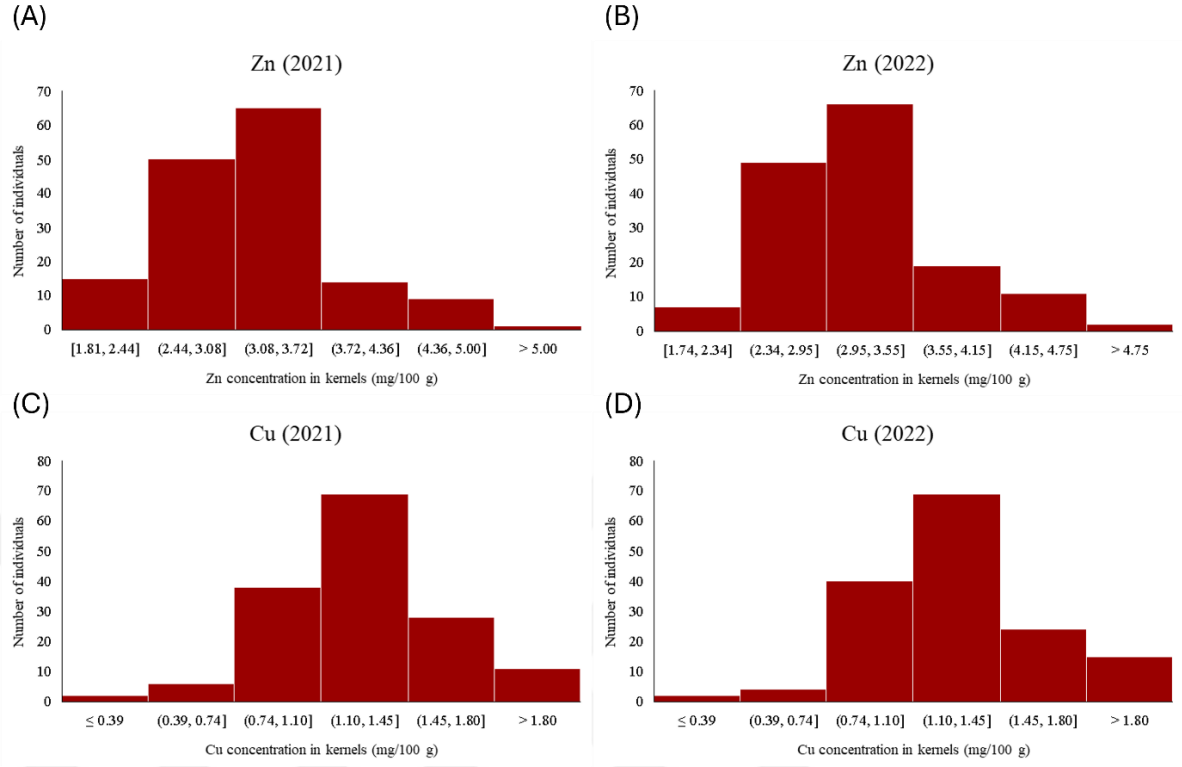 (A)
Zn (2021)
Number of individuals
70
60
50
40
30
20
10
0
[1.81, 2.44] (2.44, 3.08] (3.08, 3.72] (3.72, 4.36] (4.36, 5.00] > 5.00
Zn concentration in kernels (mg/100 g)
(B)
Zn (2022)
Number of individuals
70
60
50
40
30
20
10
0
[1.74, 2.34] (2.34, 2.95] (2.95, 3.55] (3.55, 4.15] (4.15, 4.75] > 4.75
Zn concentration in kernels (mg/100 g)
(C)
Cu (2021)
Number of individuals
80
70
60
50
40
30
20
10
0
≤ 0.39 (0.39, 0.74] (0.74, 1.10] (1.10, 1.45] (1.45, 1.80] > 1.80
Cu concentration in kernels (mg/100 g)
(D)
Cu (2022)
Number of individuals
80
70
60
50
40
30
20
10
0
≤ 0.39 (0.39, 0.74] (0.74, 1.10] (1.10, 1.45] (1.45, 1.80] > 1.80
Cu concentration in kernels (mg/100 g)